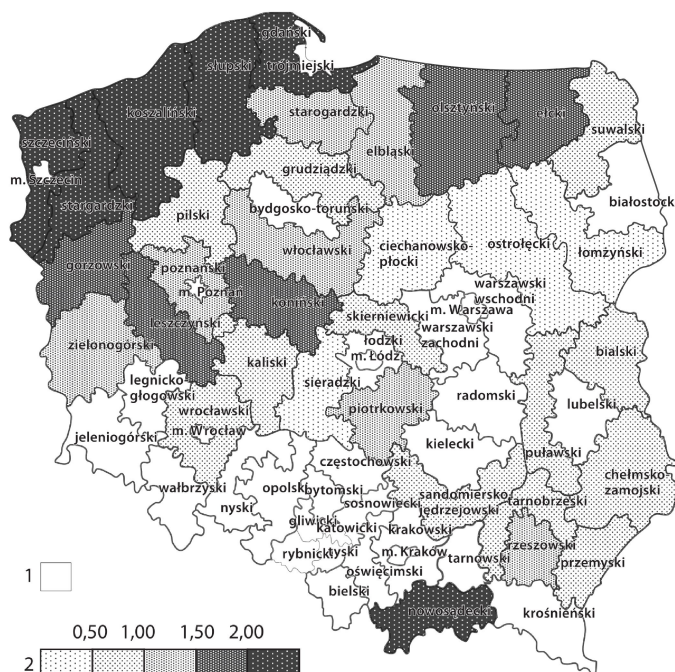 gdański
trójmiejski
słupski
koszaliński
starogardzki
olsztyński
ełcki
suwalski
szczeciński
m. Szczecin
elbląski
grudziądzki
stargardzki
pilski
bydgosko-toruński
białostocki
włocławski
ciechanowsko-
płocki
ostrołęcki
łomżyński
gorzowski
poznański
m. Poznań
koniński
warszawski
wschodni
m. Warszawa
skierniewicki
warszawski
zachodni
leszczyński
zielonogórski
łódzki
m. Łódź
bialski
kaliski
sieradzki
legnicko-
głogowski
wrocławski
m. Wrocław
piotrkowski
radomski
lubelski
jeleniogórski
kielecki
puławski
częstochowski
chełmsko-
zamojski
wałbrzyski
nyski
opolski
bytomski
sosnowiecki
sandomiersko-
jędrzejowski
tarnobrzeski
gliwicki
katowicki
krakowski
rybnicki
tyski
m. Kraków
tarnowski
rzeszowski
przemyski
oświęcimski
bielski
nowosądecki
krośnieński
1
0,50 1,00 1,50 2,00
2